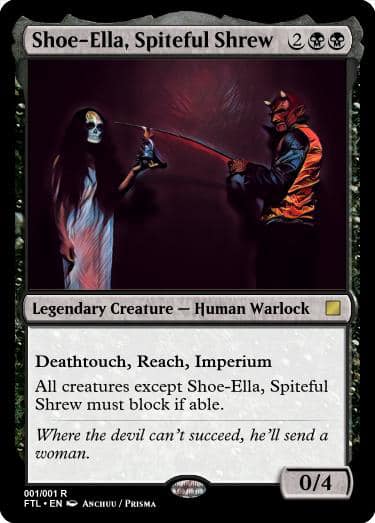 Shoe-Ella, Spiteful Shrew 2
Legendary Creature — Human Warlock
Deathtouch, Reach, Imperium
All creatures except Shoe-Ella, Spiteful
Shrew must block if able.
Where the devil can't succeed, he'll send a
woman.
0/4
001/001 R
FTL • EN Anchuu / Prisma